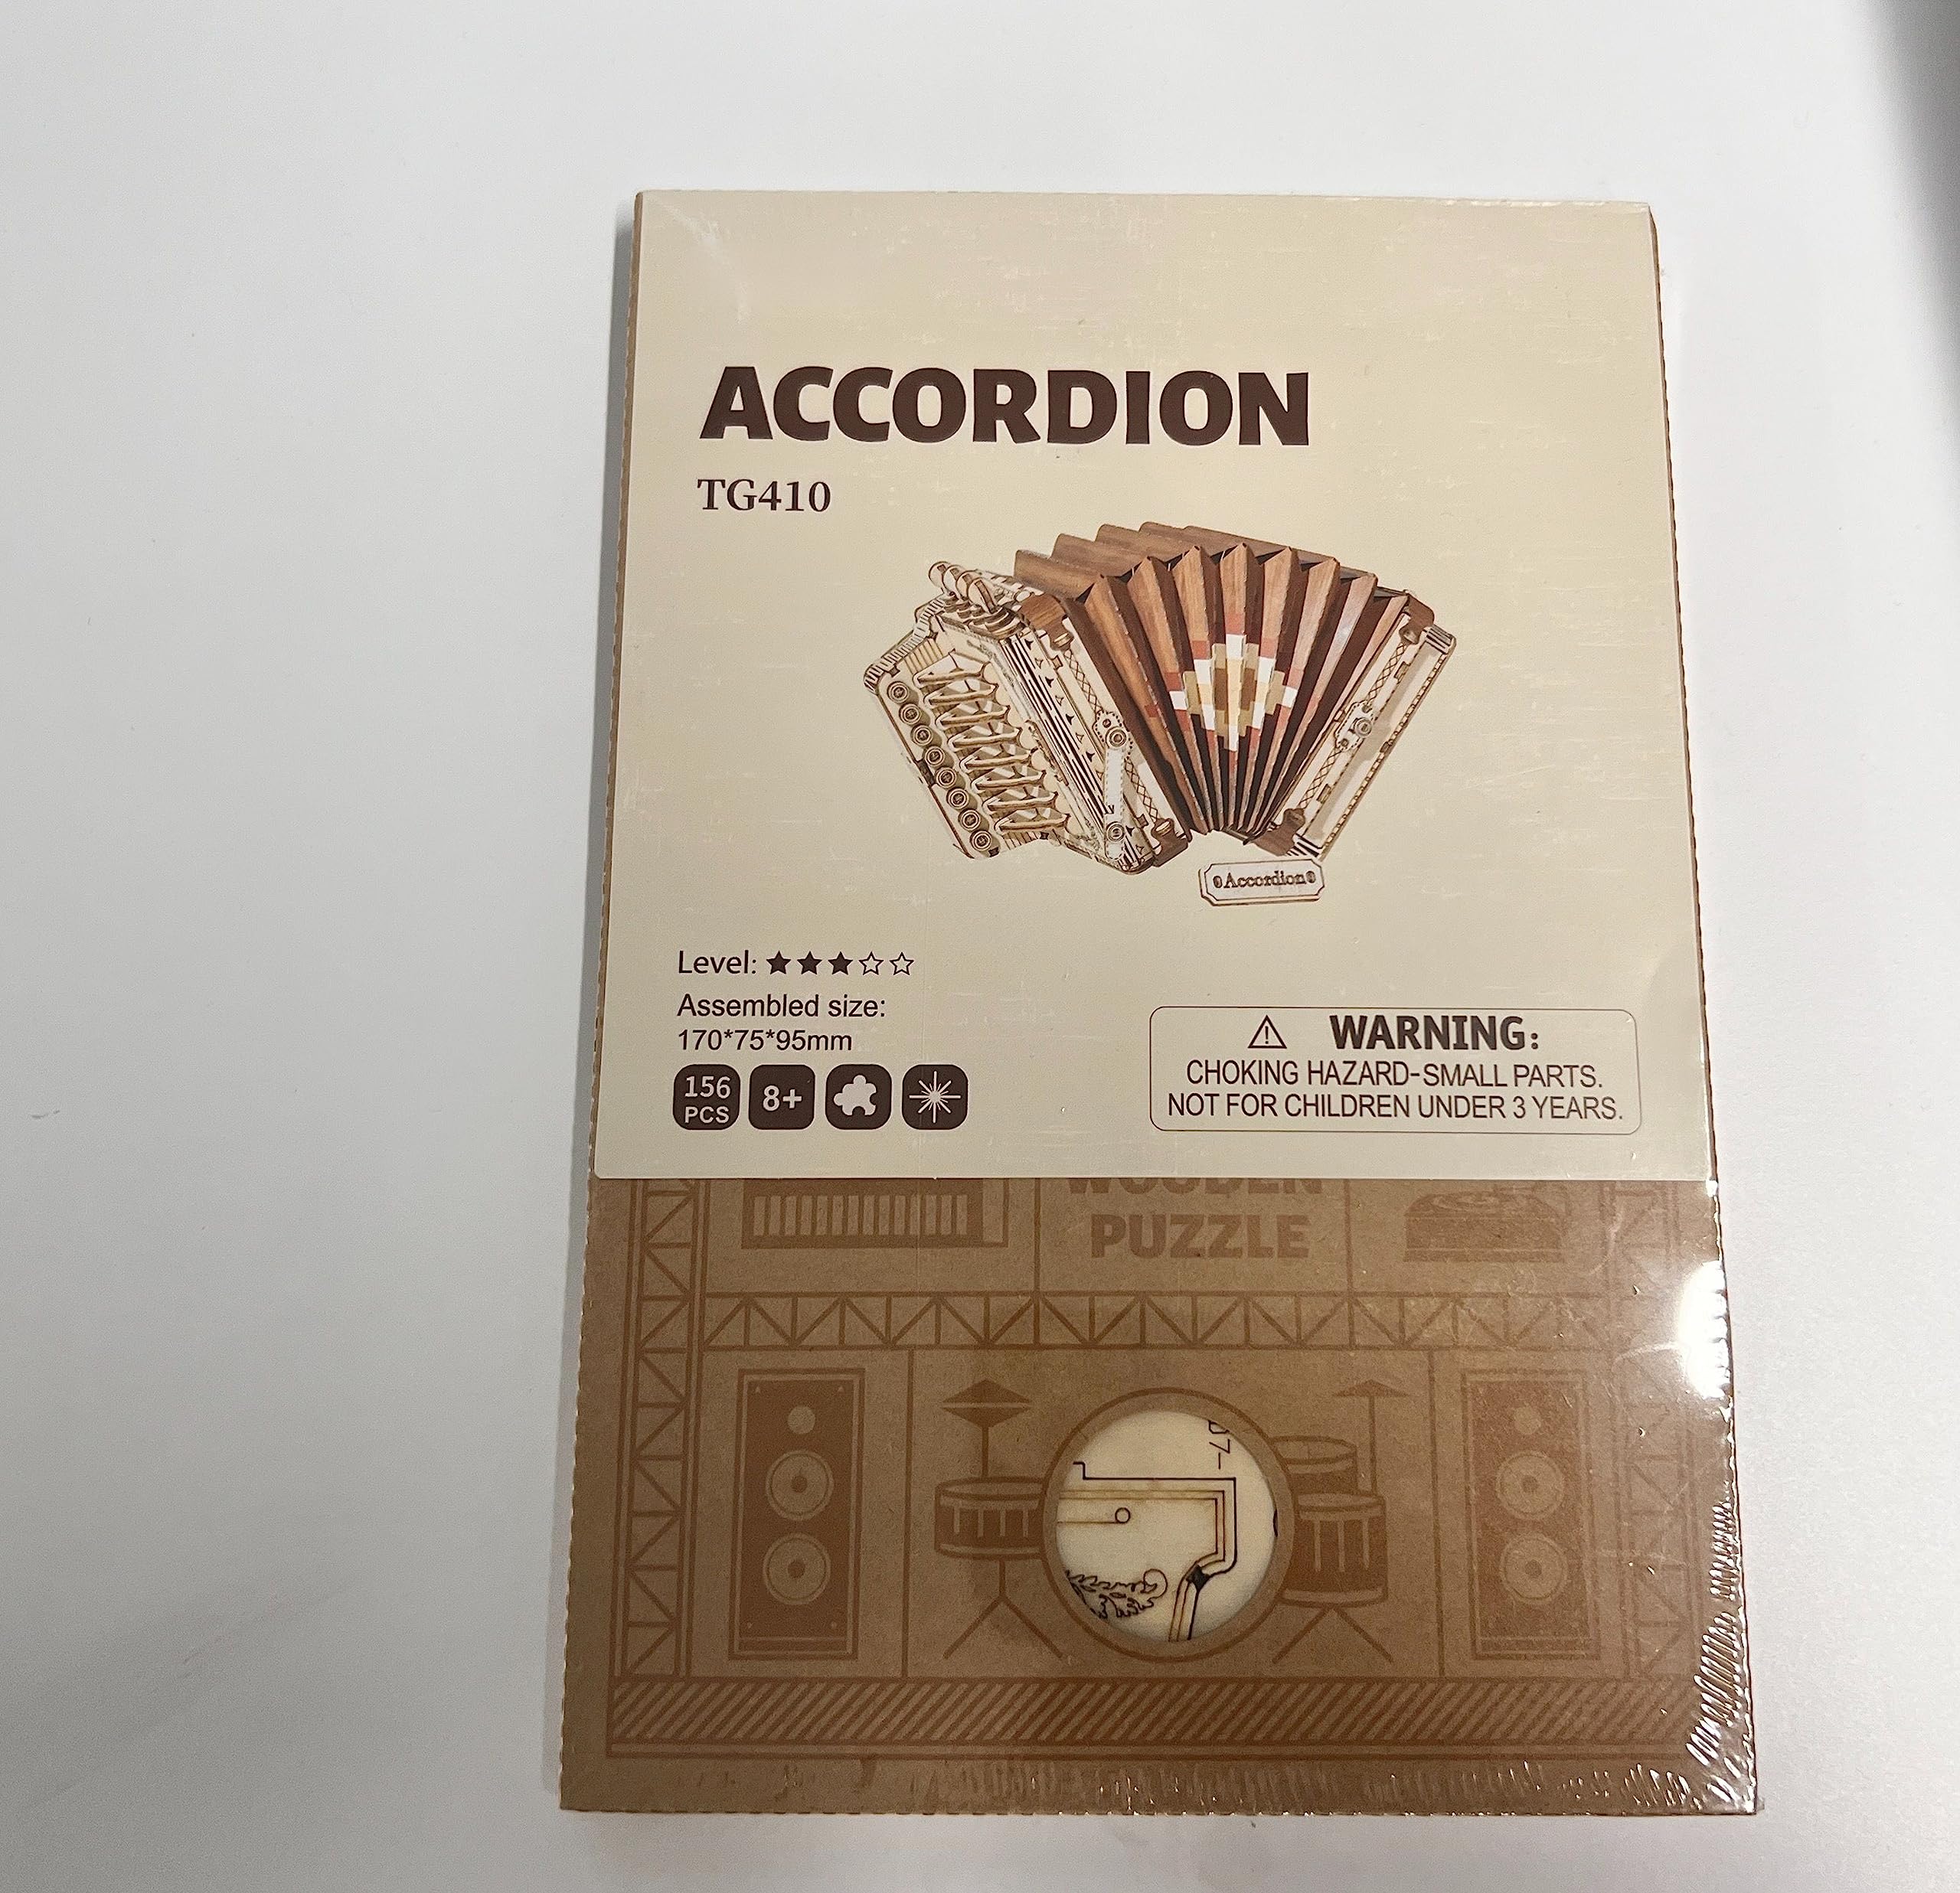 ACCORDION
TG410
Accordion
Level: ★★★☆☆
Assembled size:
170*75*95mm
156
PCS
8+
WARNING:
CHOKING HAZARD-SMALL PARTS.
NOT FOR CHILDREN UNDER 3 YEARS.
WOODEN
PUZZLE